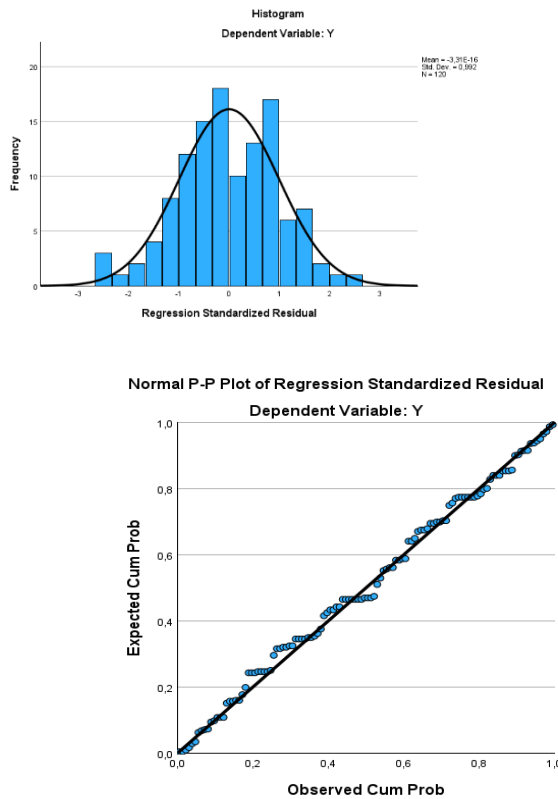 Histogram
Dependent Variable: Y
Mean = -3,31E-16
Std. Dev. = 0,992
N = 120
20
15
10
5
0
Frequency
-3 -2 -1 0 1 2 3
Regression Standardized Residual
Normal P-P Plot of Regression Standardized Residual
Dependent Variable: Y
1,0
0,8
0,6
0,4
0,2
0,0
Expected Cum Prob
0,0 0,2 0,4 0,6 0,8 1,0
Observed Cum Prob